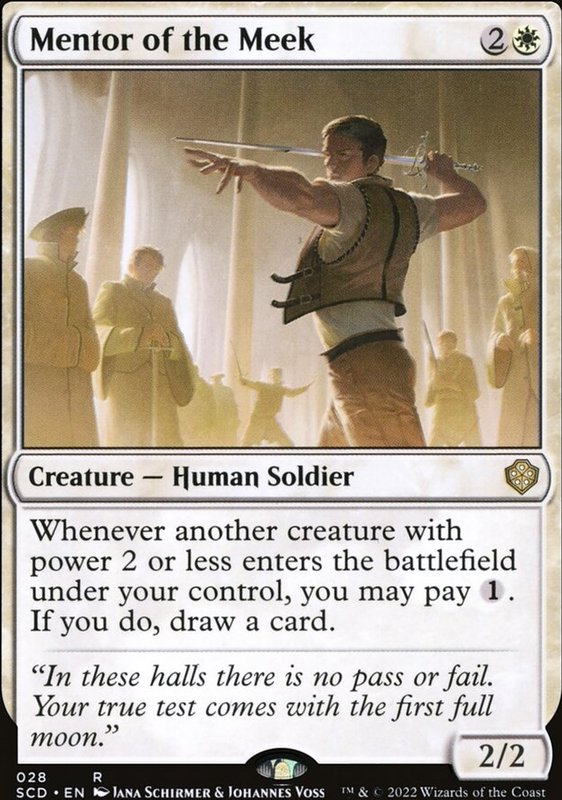 Mentor of the Meek 2
Creature — Human Soldier
Whenever another creature with
power 2 or less enters the battlefield
under your control, you may pay 1.
If you do, draw a card.
“In these halls there is no pass or fail.
Your true test comes with the first full
moon.”
2/2
028 R
SCD • EN JANA SCHIRMER & JOHANNES VOSS ™ & © 2022 Wizards of the Coast